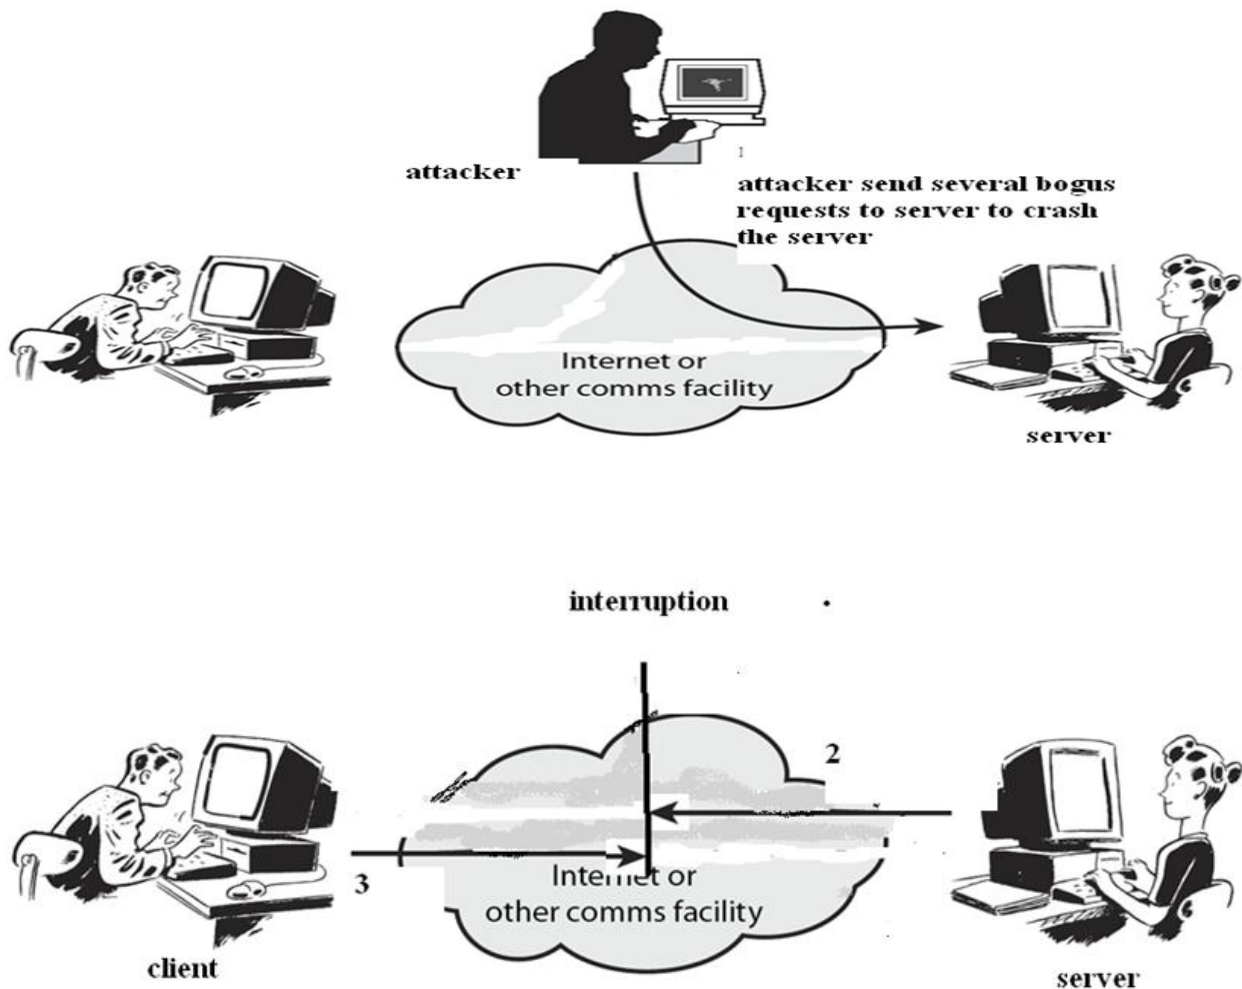 attacker
1
attacker send several bogus
requests to server to crash
the server
Internet or
other comms facility
server
interruption
2
3
Internet or
other comms facility
client
server